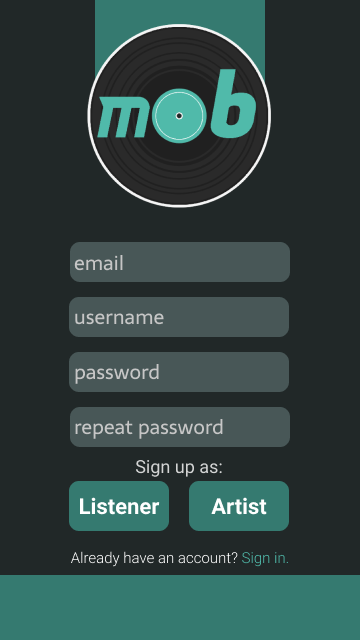 mob
email
username
password
repeat password
Sign up as:
Listener Artist
Already have an account? Sign in.